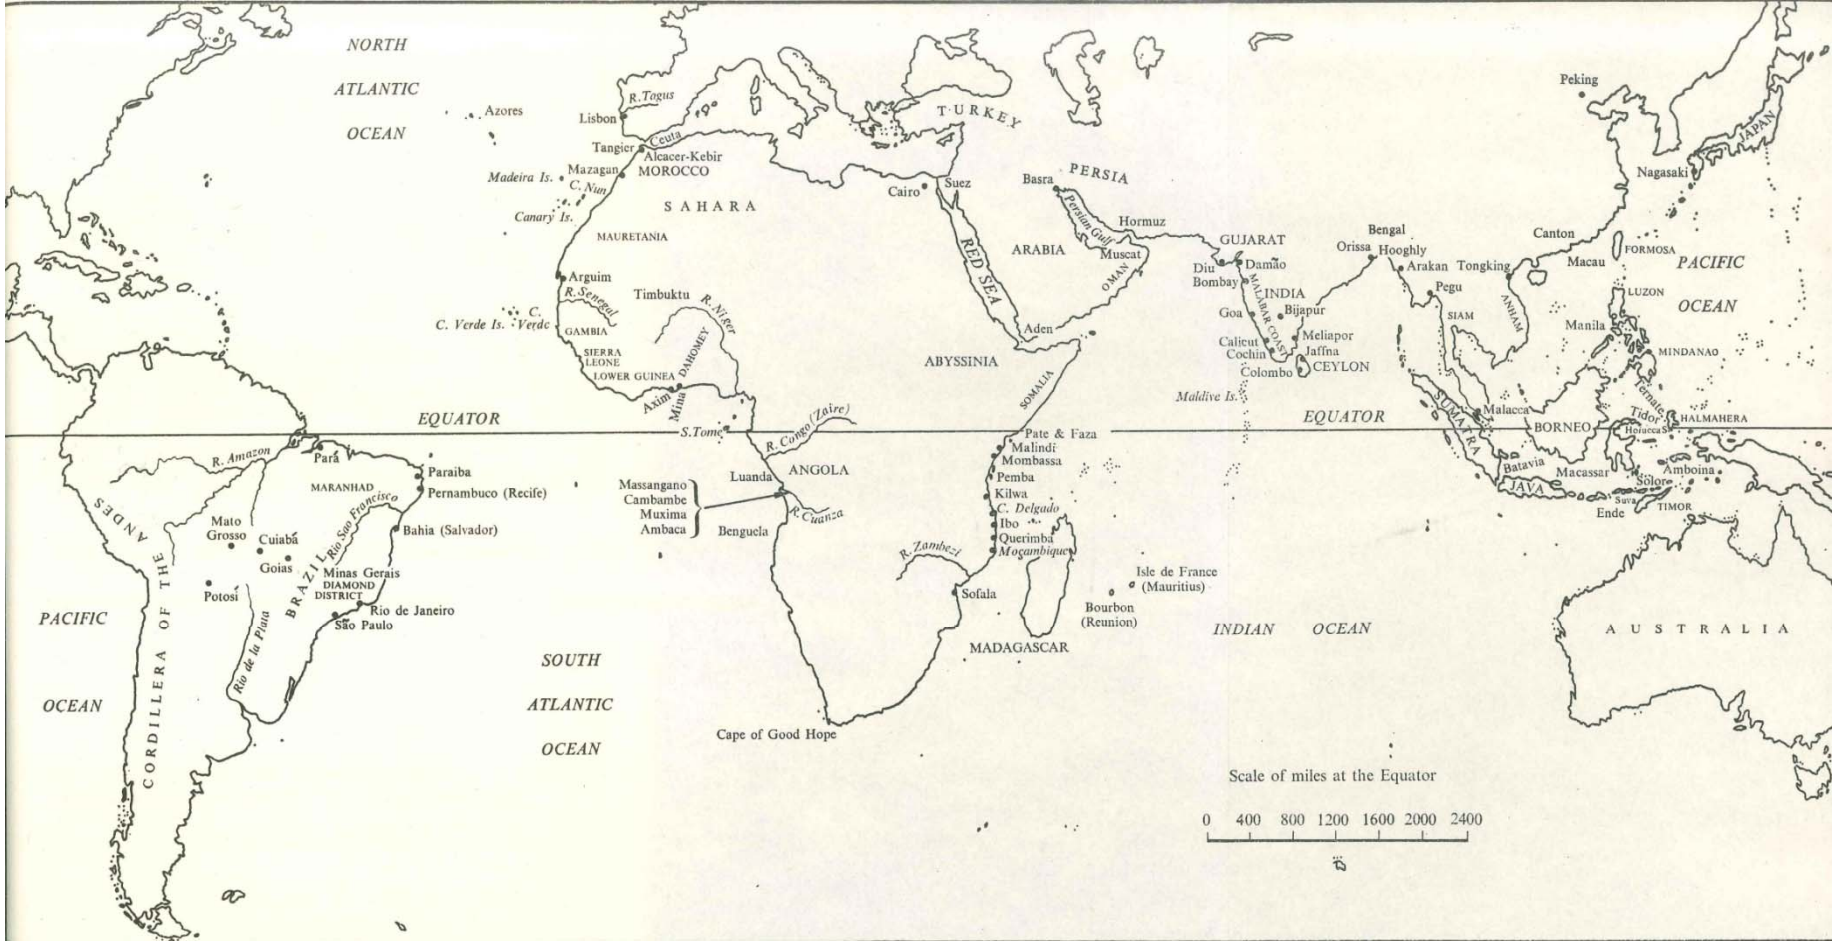 NORTH
ATLANTIC
OCEAN
Azores
Lisbon
R. Togus
Ceuta
Tangier
Alcacer-Kebir
Mazagan
MOROCCO
Madeira Is.
C. Nun
Canary Is.
SAHARA
MAURETANIA
Arguim
R. Senegal
Timbuktu
R. Niger
C. Verde Is.
C.
Verde
GAMBIA
SIERRA
LEONE
LOWER GUINEA
DAHOMEY
Axim
Mina
S. Tome
EQUATOR
R. Congo (Zaire)
Luanda
ANGOLA
Massangano
Cambambe
Muxima
Ambaca
R. Cuanza
Benguela
Cape of Good Hope
TURKEY
Cairo
Suez
RED SEA
ABYSSINIA
Aden
SOMALIA
Basra
PERSIA
Persian Gulf
Hormuz
ARABIA
Muscat
OMAN
Pate & Faza
Malindi
Mombassa
Pemba
Kilwa
C. Delgado
Ibo
Querimba
Moçambique
R. Zambezi
Sofala
MADAGASCAR
Isle de France
(Mauritius)
Bourbon
(Reunion)
GUJARAT
Diu
Damão
Bombay
MALABAR COAST
INDIA
Goa
Bijapur
Calicut
Cochin
Meliapor
Jaffna
Colombo
CEYLON
Maldive Is.
EQUATOR
INDIAN OCEAN
Bengal
Orissa
Hooghly
Arakan
Pegu
Tongking
SIAM
ANHAM
Canton
Macau
Peking
Nagasaki
JAPAN
FORMOSA
PACIFIC
OCEAN
LUZON
Manila
MINDANAO
Ternate
Tidor
HALMAHERA
Malacca
SUMATRA
BORNEO
Batavia
JAVA
Macassar
Amboina
Solor
Ende
TIMOR
AUSTRALIA
R. Amazon
Pará
MARANHAD
Paraiba
Pernambuco (Recife)
Rio Sao Francisco
Bahia (Salvador)
Mato
Grosso
Cuiabá
Goias
BRAZIL
Minas Gerais
DIAMOND
DISTRICT
Potosí
Rio de Janeiro
São Paulo
Rio de la Plata
CORDILLERA OF THE ANDES
PACIFIC
OCEAN
SOUTH
ATLANTIC
OCEAN
Scale of miles at the Equator
0 400 800 1200 1600 2000 2400